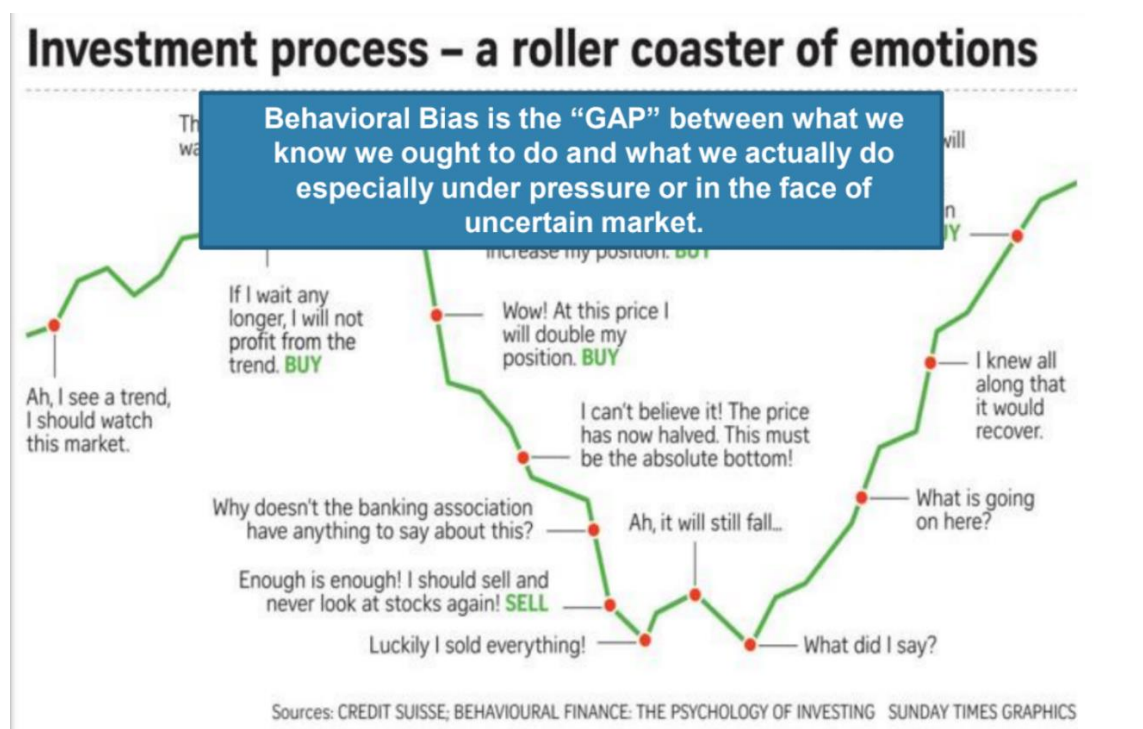 Investment process – a roller coaster of emotions
Behavioral Bias is the “GAP” between what we
know we ought to do and what we actually do
especially under pressure or in the face of
uncertain market.
will
increase my position. BUY
If I wait any
longer, I will not
profit from the
trend. BUY
Wow! At this price I
will double my
position. BUY
Ah, I see a trend,
I should watch
this market.
I can't believe it! The price
has now halved. This must
be the absolute bottom!
I knew all
along that
it would
recover.
Why doesn't the banking association
have anything to say about this?
Ah, it will still fall...
What is going
on here?
Enough is enough! I should sell and
never look at stocks again! SELL
Luckily I sold everything!
What did I say?
Sources: CREDIT SUISSE; BEHAVIOURAL FINANCE: THE PSYCHOLOGY OF INVESTING SUNDAY TIMES GRAPHICS